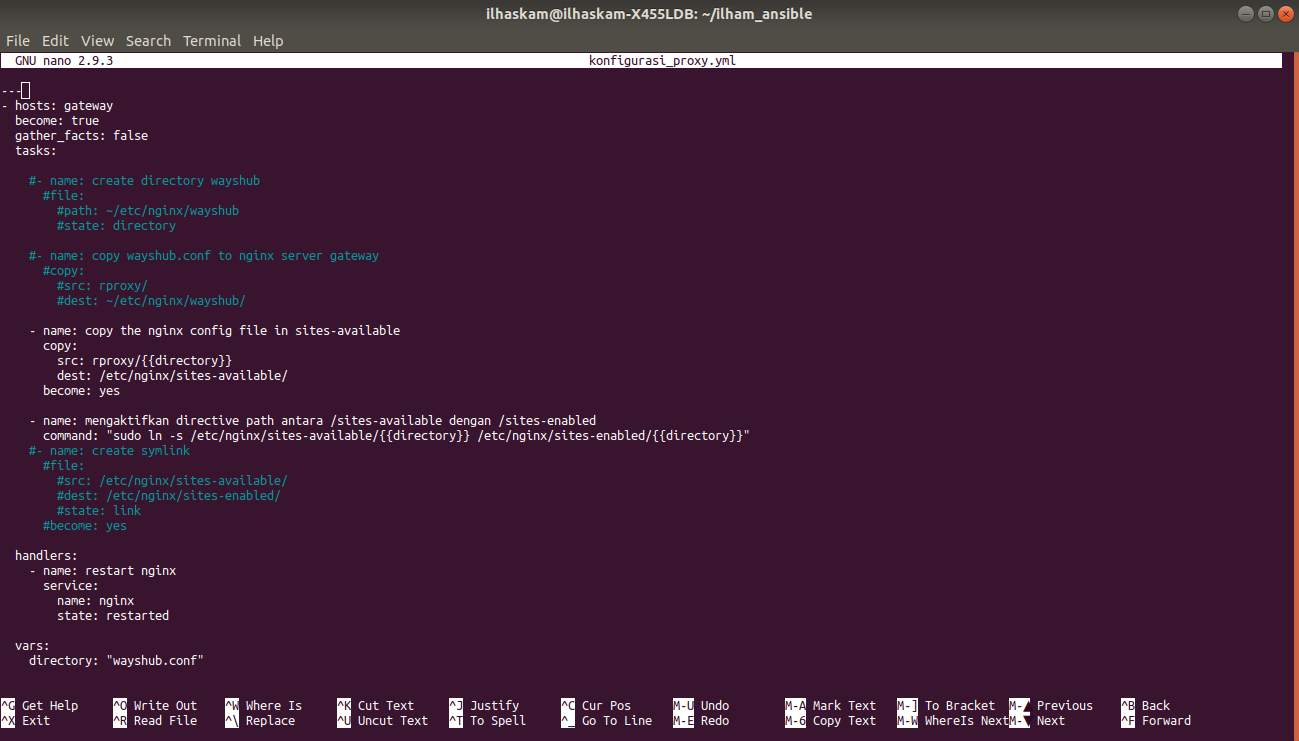 ilhaskam@ilhaskam-X455LDB: ~/ilham_ansible
File Edit View Search Terminal Help
GNU nano 2.9.3 konfigurasi_proxy.yml
---
- hosts: gateway
  become: true
  gather_facts: false
  tasks:

    #- name: create directory wayshub
      #file:
        #path: ~/etc/nginx/wayshub
        #state: directory

    #- name: copy wayshub.conf to nginx server gateway
      #copy:
        #src: rproxy/
        #dest: ~/etc/nginx/wayshub/

    - name: copy the nginx config file in sites-available
      copy:
        src: rproxy/{{directory}}
        dest: /etc/nginx/sites-available/
      become: yes

    - name: mengaktifkan directive path antara /sites-available dengan /sites-enabled
      command: "sudo ln -s /etc/nginx/sites-available/{{directory}} /etc/nginx/sites-enabled/{{directory}}"
    #- name: create symlink
      #file:
        #src: /etc/nginx/sites-available/
        #dest: /etc/nginx/sites-enabled/
        #state: link
      #become: yes

  handlers:
    - name: restart nginx
      service:
        name: nginx
        state: restarted

  vars:
    directory: "wayshub.conf"

^G Get Help ^O Write Out ^W Where Is ^K Cut Text ^J Justify ^C Cur Pos M-U Undo M-A Mark Text M-] To Bracket M-▲ Previous ^B Back
^X Exit ^R Read File ^\ Replace ^U Uncut Text ^T To Spell ^_ Go To Line M-E Redo M-6 Copy Text M-W WhereIs Next M-▼ Next ^F Forward